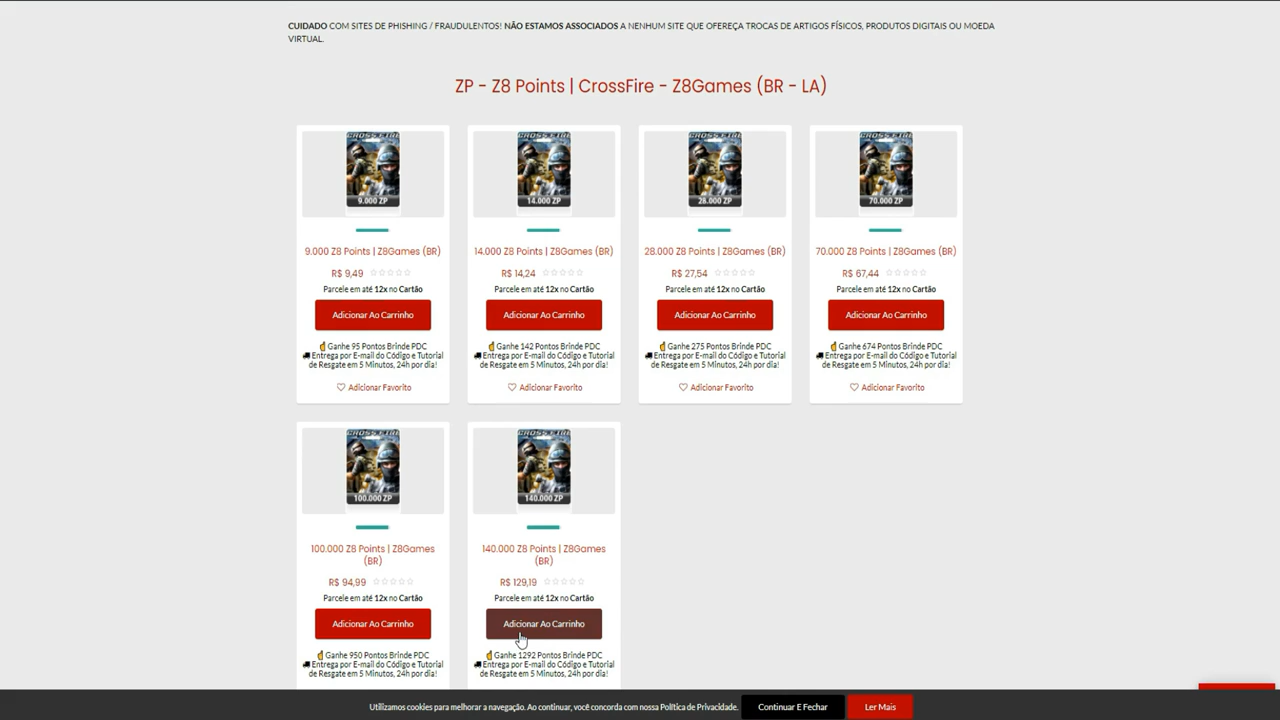 CUIDADO COM SITES DE PHISHING / FRAUDULENTOS! NÃO ESTAMOS ASSOCIADOS A NENHUM SITE QUE OFEREÇA TROCAS DE ARTIGOS FÍSICOS, PRODUTOS DIGITAIS OU MOEDA
VIRTUAL.
ZP - Z8 Points | CrossFire - Z8Games (BR - LA)
CROSSFIRE
9.000 ZP
9.000 Z8 Points | Z8Games (BR)
R$ 9,49
Parcele em até 12x no Cartão
Adicionar Ao Carrinho
Ganhe 95 Pontos Brinde PDC
Entrega por E-mail do Código e Tutorial
de Resgate em 5 Minutos, 24h por dia!
Adicionar Favorito
CROSSFIRE
14.000 ZP
14.000 Z8 Points | Z8Games (BR)
R$ 14,24
Parcele em até 12x no Cartão
Adicionar Ao Carrinho
Ganhe 142 Pontos Brinde PDC
Entrega por E-mail do Código e Tutorial
de Resgate em 5 Minutos, 24h por dia!
Adicionar Favorito
CROSSFIRE
28.000 ZP
28.000 Z8 Points | Z8Games (BR)
R$ 27,54
Parcele em até 12x no Cartão
Adicionar Ao Carrinho
Ganhe 275 Pontos Brinde PDC
Entrega por E-mail do Código e Tutorial
de Resgate em 5 Minutos, 24h por dia!
Adicionar Favorito
CROSSFIRE
70.000 ZP
70.000 Z8 Points | Z8Games (BR)
R$ 67,44
Parcele em até 12x no Cartão
Adicionar Ao Carrinho
Ganhe 674 Pontos Brinde PDC
Entrega por E-mail do Código e Tutorial
de Resgate em 5 Minutos, 24h por dia!
Adicionar Favorito
CROSSFIRE
100.000 ZP
100.000 Z8 Points | Z8Games
(BR)
R$ 94,99
Parcele em até 12x no Cartão
Adicionar Ao Carrinho
Ganhe 950 Pontos Brinde PDC
Entrega por E-mail do Código e Tutorial
de Resgate em 5 Minutos, 24h por dia!
CROSSFIRE
140.000 ZP
140.000 Z8 Points | Z8Games
(BR)
R$ 129,19
Parcele em até 12x no Cartão
Adicionar Ao Carrinho
Ganhe 1292 Pontos Brinde PDC
Entrega por E-mail do Código e Tutorial
de Resgate em 5 Minutos, 24h por dia!
Utilizamos cookies para melhorar a navegação. Ao continuar, você concorda com nossa Política de Privacidade.
Continuar E Fechar
Ler Mais